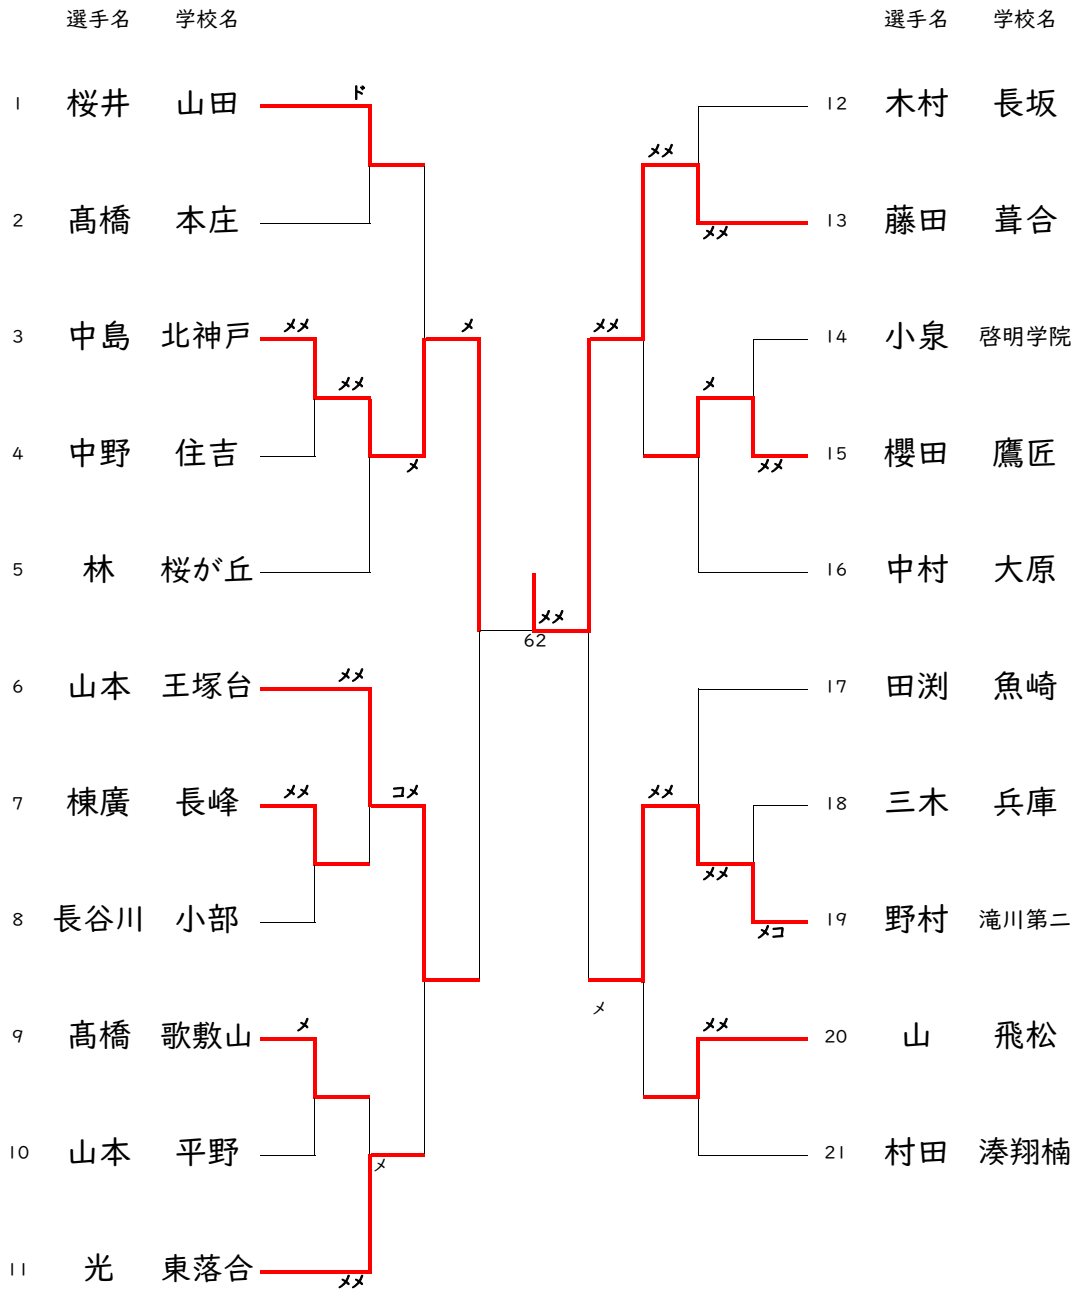 選手名 学校名 選手名 学校名
1 桜井 山田 ド
12 木村 長坂
メメ
2 髙橋 本庄
13 藤田 葺合
メメ
3 中島 北神戸 メメ メ メメ
14 小泉 啓明学院
メメ メ
4 中野 住吉 メ
15 櫻田 鷹匠
メメ
5 林 桜が丘
16 中村 大原
メメ
62
6 山本 王塚台 メメ
17 田渕 魚崎
7 棟廣 長峰 メメ コメ メメ
18 三木 兵庫
メメ
8 長谷川 小部
19 野村 滝川第二
メコ
メ
9 髙橋 歌敷山 メ
20 山 飛松 メメ
10 山本 平野 メ
21 村田 湊翔楠
11 光 東落合 メメ